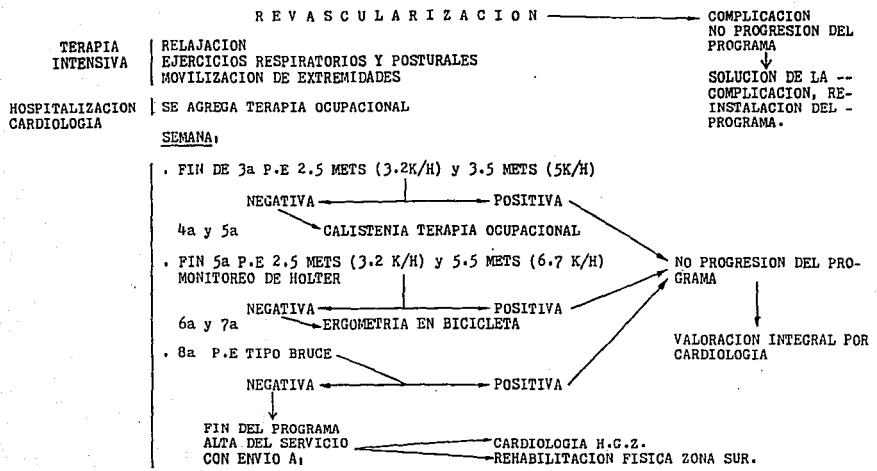 REVASCULARIZACION
COMPLICACION
NO PROGRESION DEL
PROGRAMA
SOLUCION DE LA --
COMPLICACION, RE-
INSTALACION DEL -
PROGRAMA.
TERAPIA
INTENSIVA
RELAJACION
EJERCICIOS RESPIRATORIOS Y POSTURALES
MOVILIZACION DE EXTREMIDADES
HOSPITALIZACION
CARDIOLOGIA
SE AGREGA TERAPIA OCUPACIONAL
SEMANA:
. FIN DE 3a P.E 2.5 METS (3.2K/H) y 3.5 METS (5K/H)
NEGATIVA POSITIVA
4a y 5a CALISTENIA TERAPIA OCUPACIONAL
. FIN 5a P.E 2.5 METS (3.2 K/H) y 5.5 METS (6.7 K/H)
MONITOREO DE HOLTER
NEGATIVA POSITIVA
6a y 7a ERGOMETRIA EN BICICLETA
. 8a P.E TIPO BRUCE
NEGATIVA POSITIVA
NO PROGRESION DEL PRO-
GRAMA
VALORACION INTEGRAL POR
CARDIOLOGIA
FIN DEL PROGRAMA
ALTA DEL SERVICIO
CON ENVIO A:
CARDIOLOGIA H.G.Z.
REHABILITACION FISICA ZONA SUR.